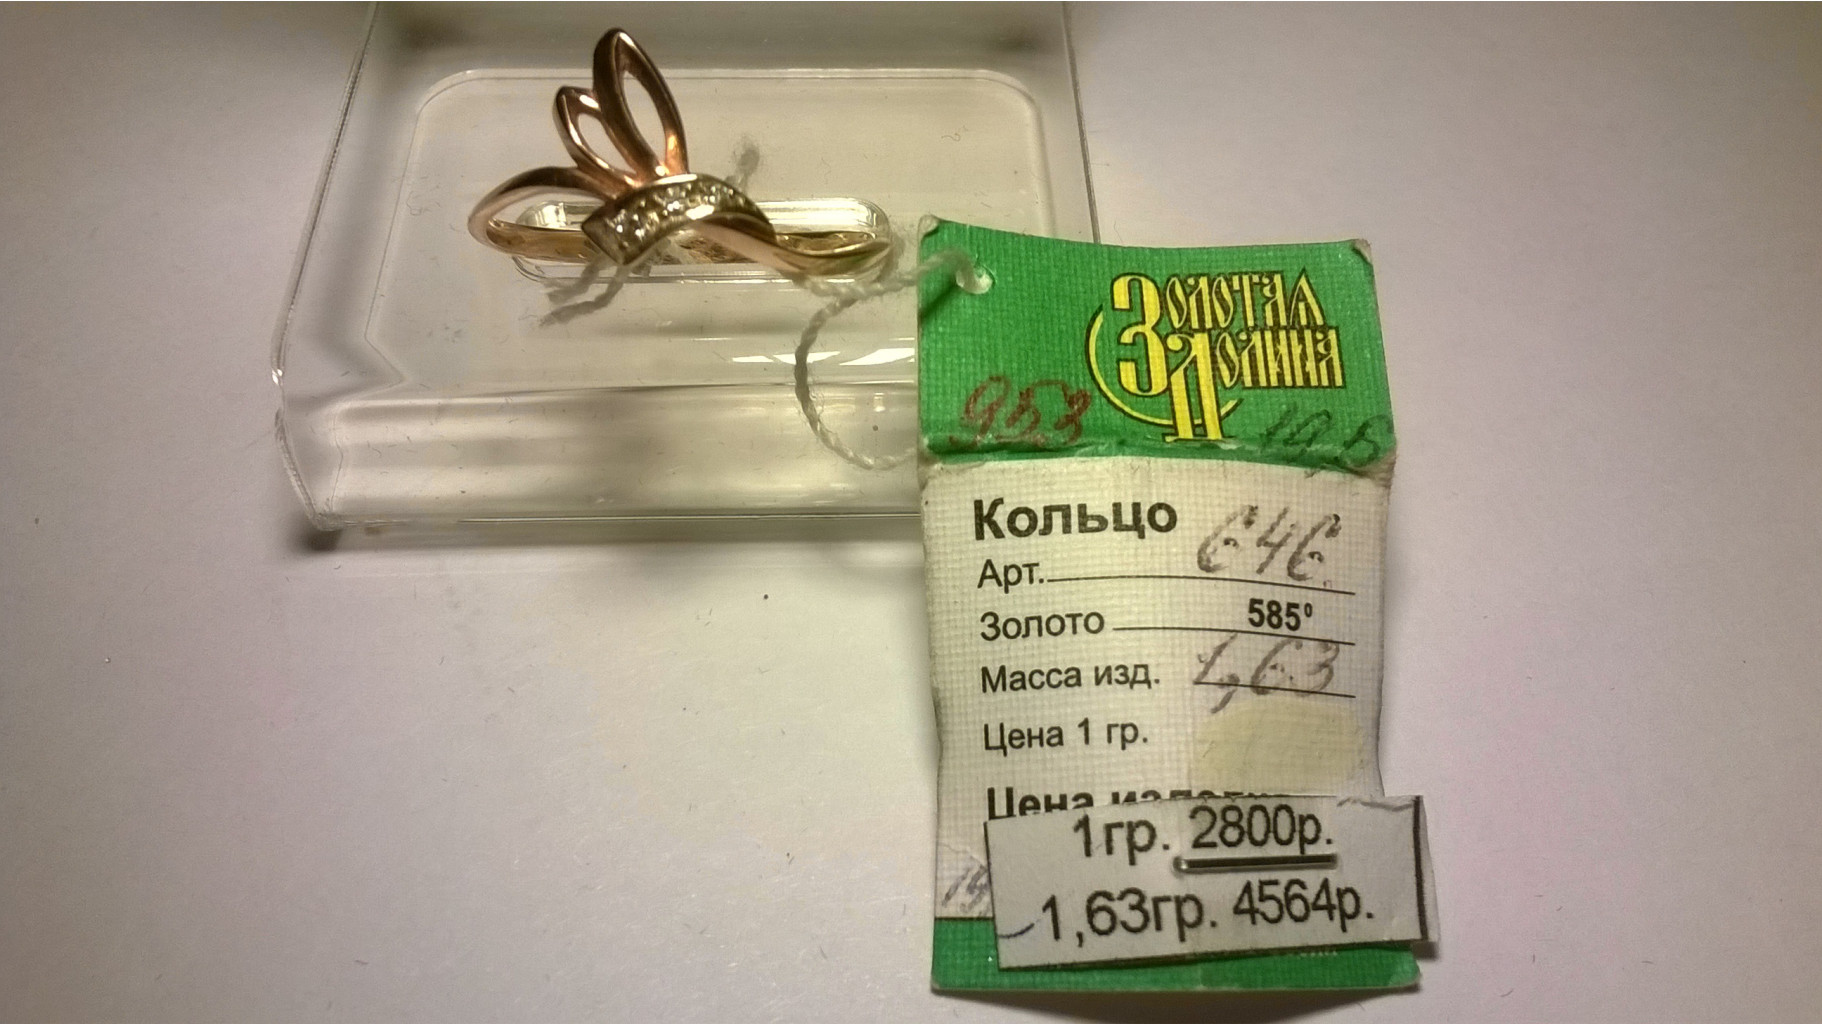 Золотая
Долина
953
19,5
Кольцо
Арт. 646
Золото 585°
Масса изд. 1,63
Цена 1 гр.
Цена
1гр. 2800р.
1,63гр. 4564р.